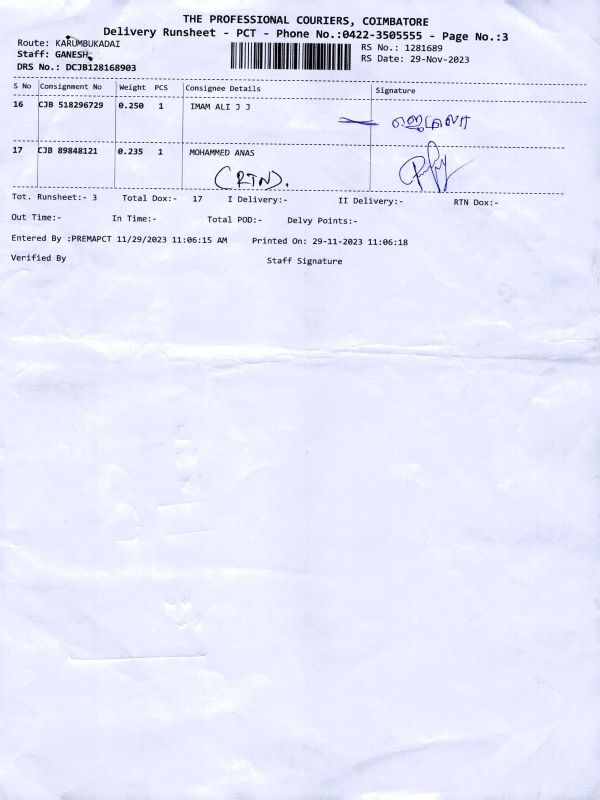 THE PROFESSIONAL COURIERS, COIMBATORE
Delivery Runsheet - PCT - Phone No.:0422-3505555 - Page No.:3
Route: KARUMBUKADAI
Staff: GANESH
DRS No.: DCJB128168903
RS No.: 1281689
RS Date: 29-Nov-2023
S No Consignment No Weight PCS Consignee Details Signature
16 CJB 518296729 0.250 1 IMAM ALI J J
17 CJB 89848121 0.235 1 MOHAMMED ANAS
(RTN).
Tot. Runsheet:- 3 Total Dox:- 17 I Delivery:- II Delivery:- RTN Dox:-
Out Time:- In Time:- Total POD:- Delvy Points:-
Entered By :PREMAPCT 11/29/2023 11:06:15 AM Printed On: 29-11-2023 11:06:18
Verified By Staff Signature